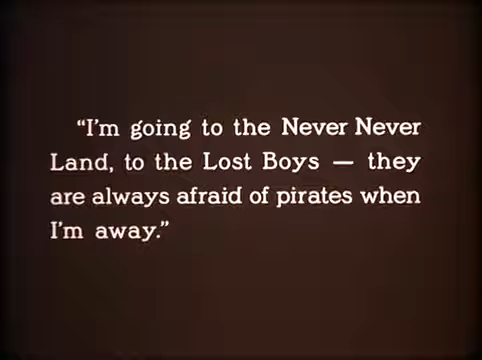 “I’m going to the Never Never
Land, to the Lost Boys — they
are always afraid of pirates when
I’m away.”